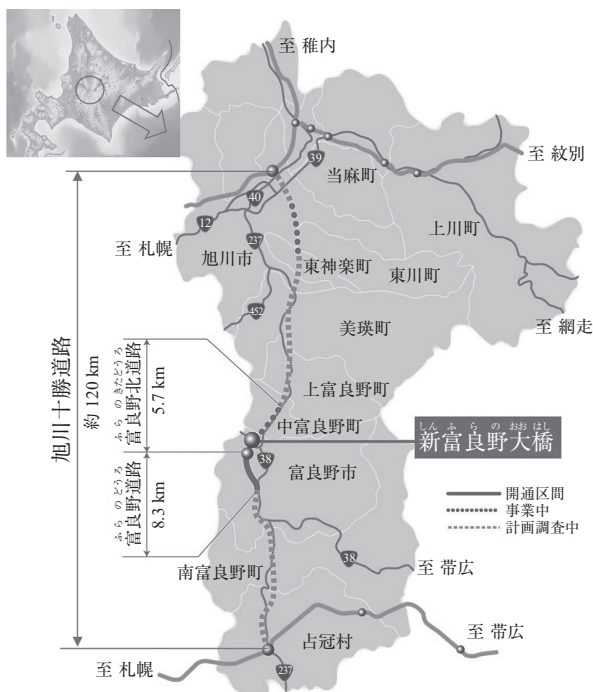 至 稚内
39
当麻町
至 紋別
40
12
至 札幌
237
旭川市
東神楽町
東川町
上川町
452
美瑛町
至 網走
旭川十勝道路
約 120 km
ふらのきたどうろ
富良野北道路
5.7 km
ふらのどうろ
富良野道路
8.3 km
上富良野町
中富良野町
しんふらのおおはし
新富良野大橋
38
富良野市
開通区間
事業中
計画調査中
38
至 帯広
南富良野町
占冠村
至 帯広
至 札幌
237